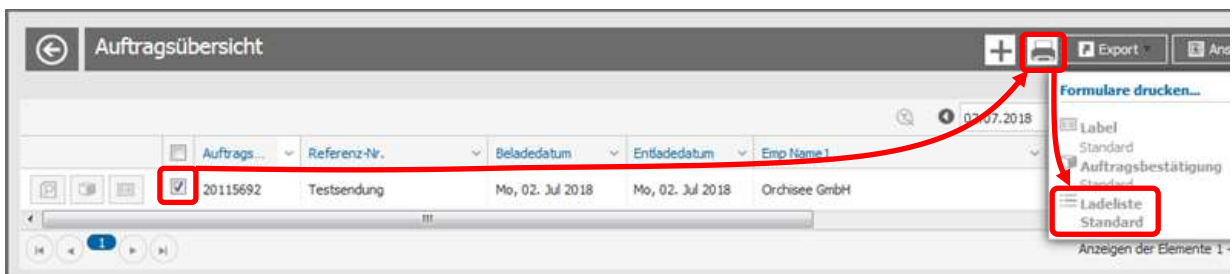 Auftragsübersicht
Export
Ans
Formulare drucken...
02.07.2018
Label
Standard
Auftragsbestätigung
Standard
Ladeliste
Standard
Auftrags...
Referenz-Nr.
Beladedatum
Entladedatum
Emp Name1
20115692
Testsendung
Mo, 02. Jul 2018
Mo, 02. Jul 2018
Orchisee GmbH
1
Anzeigen der Elemente 1 -